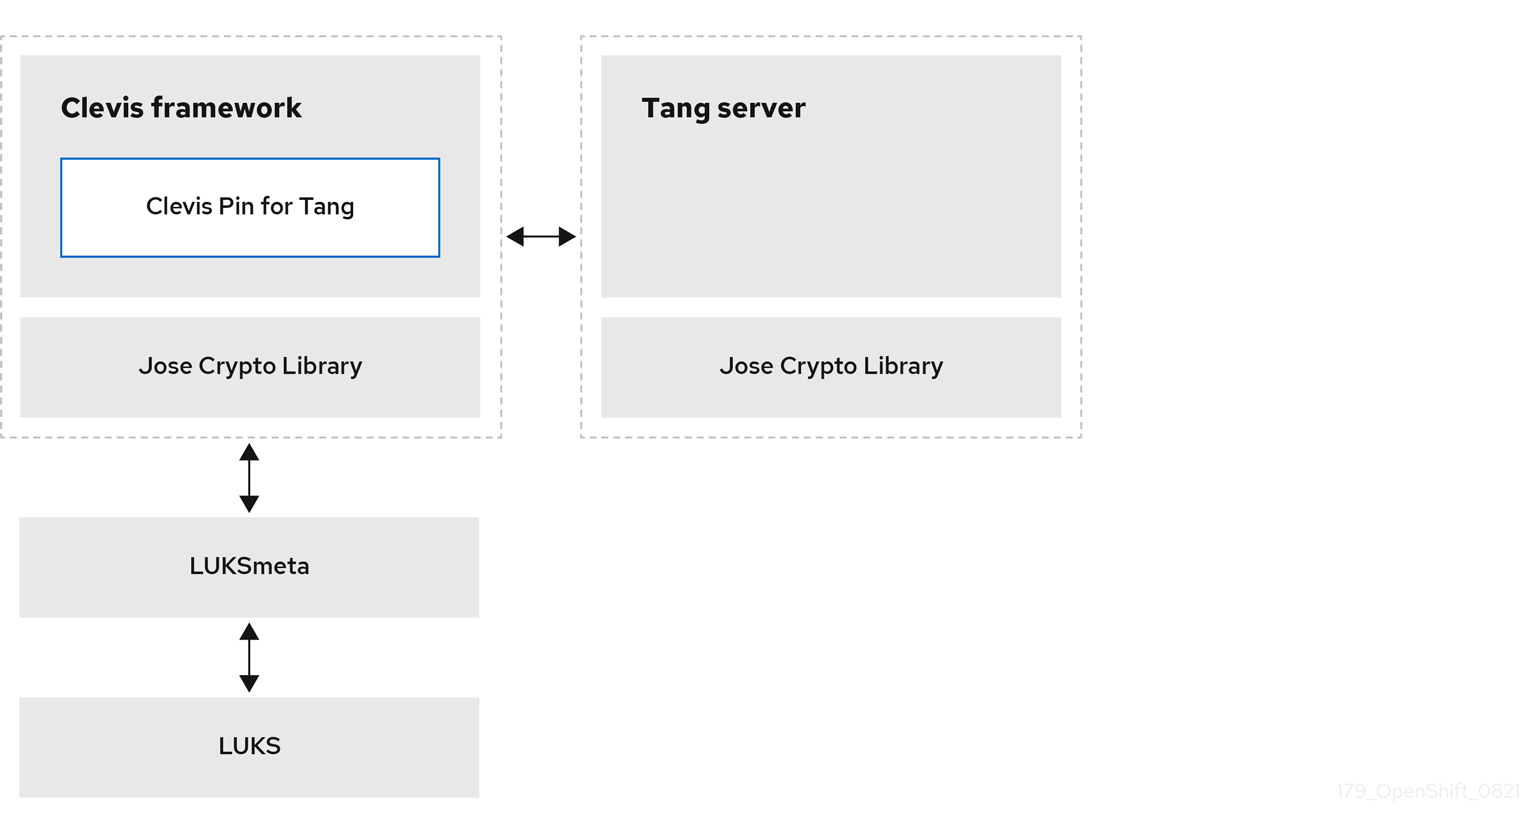 Clevis framework
Tang server
Clevis Pin for Tang
Jose Crypto Library
Jose Crypto Library
LUKSmeta
LUKS
179_OpenShift_0821